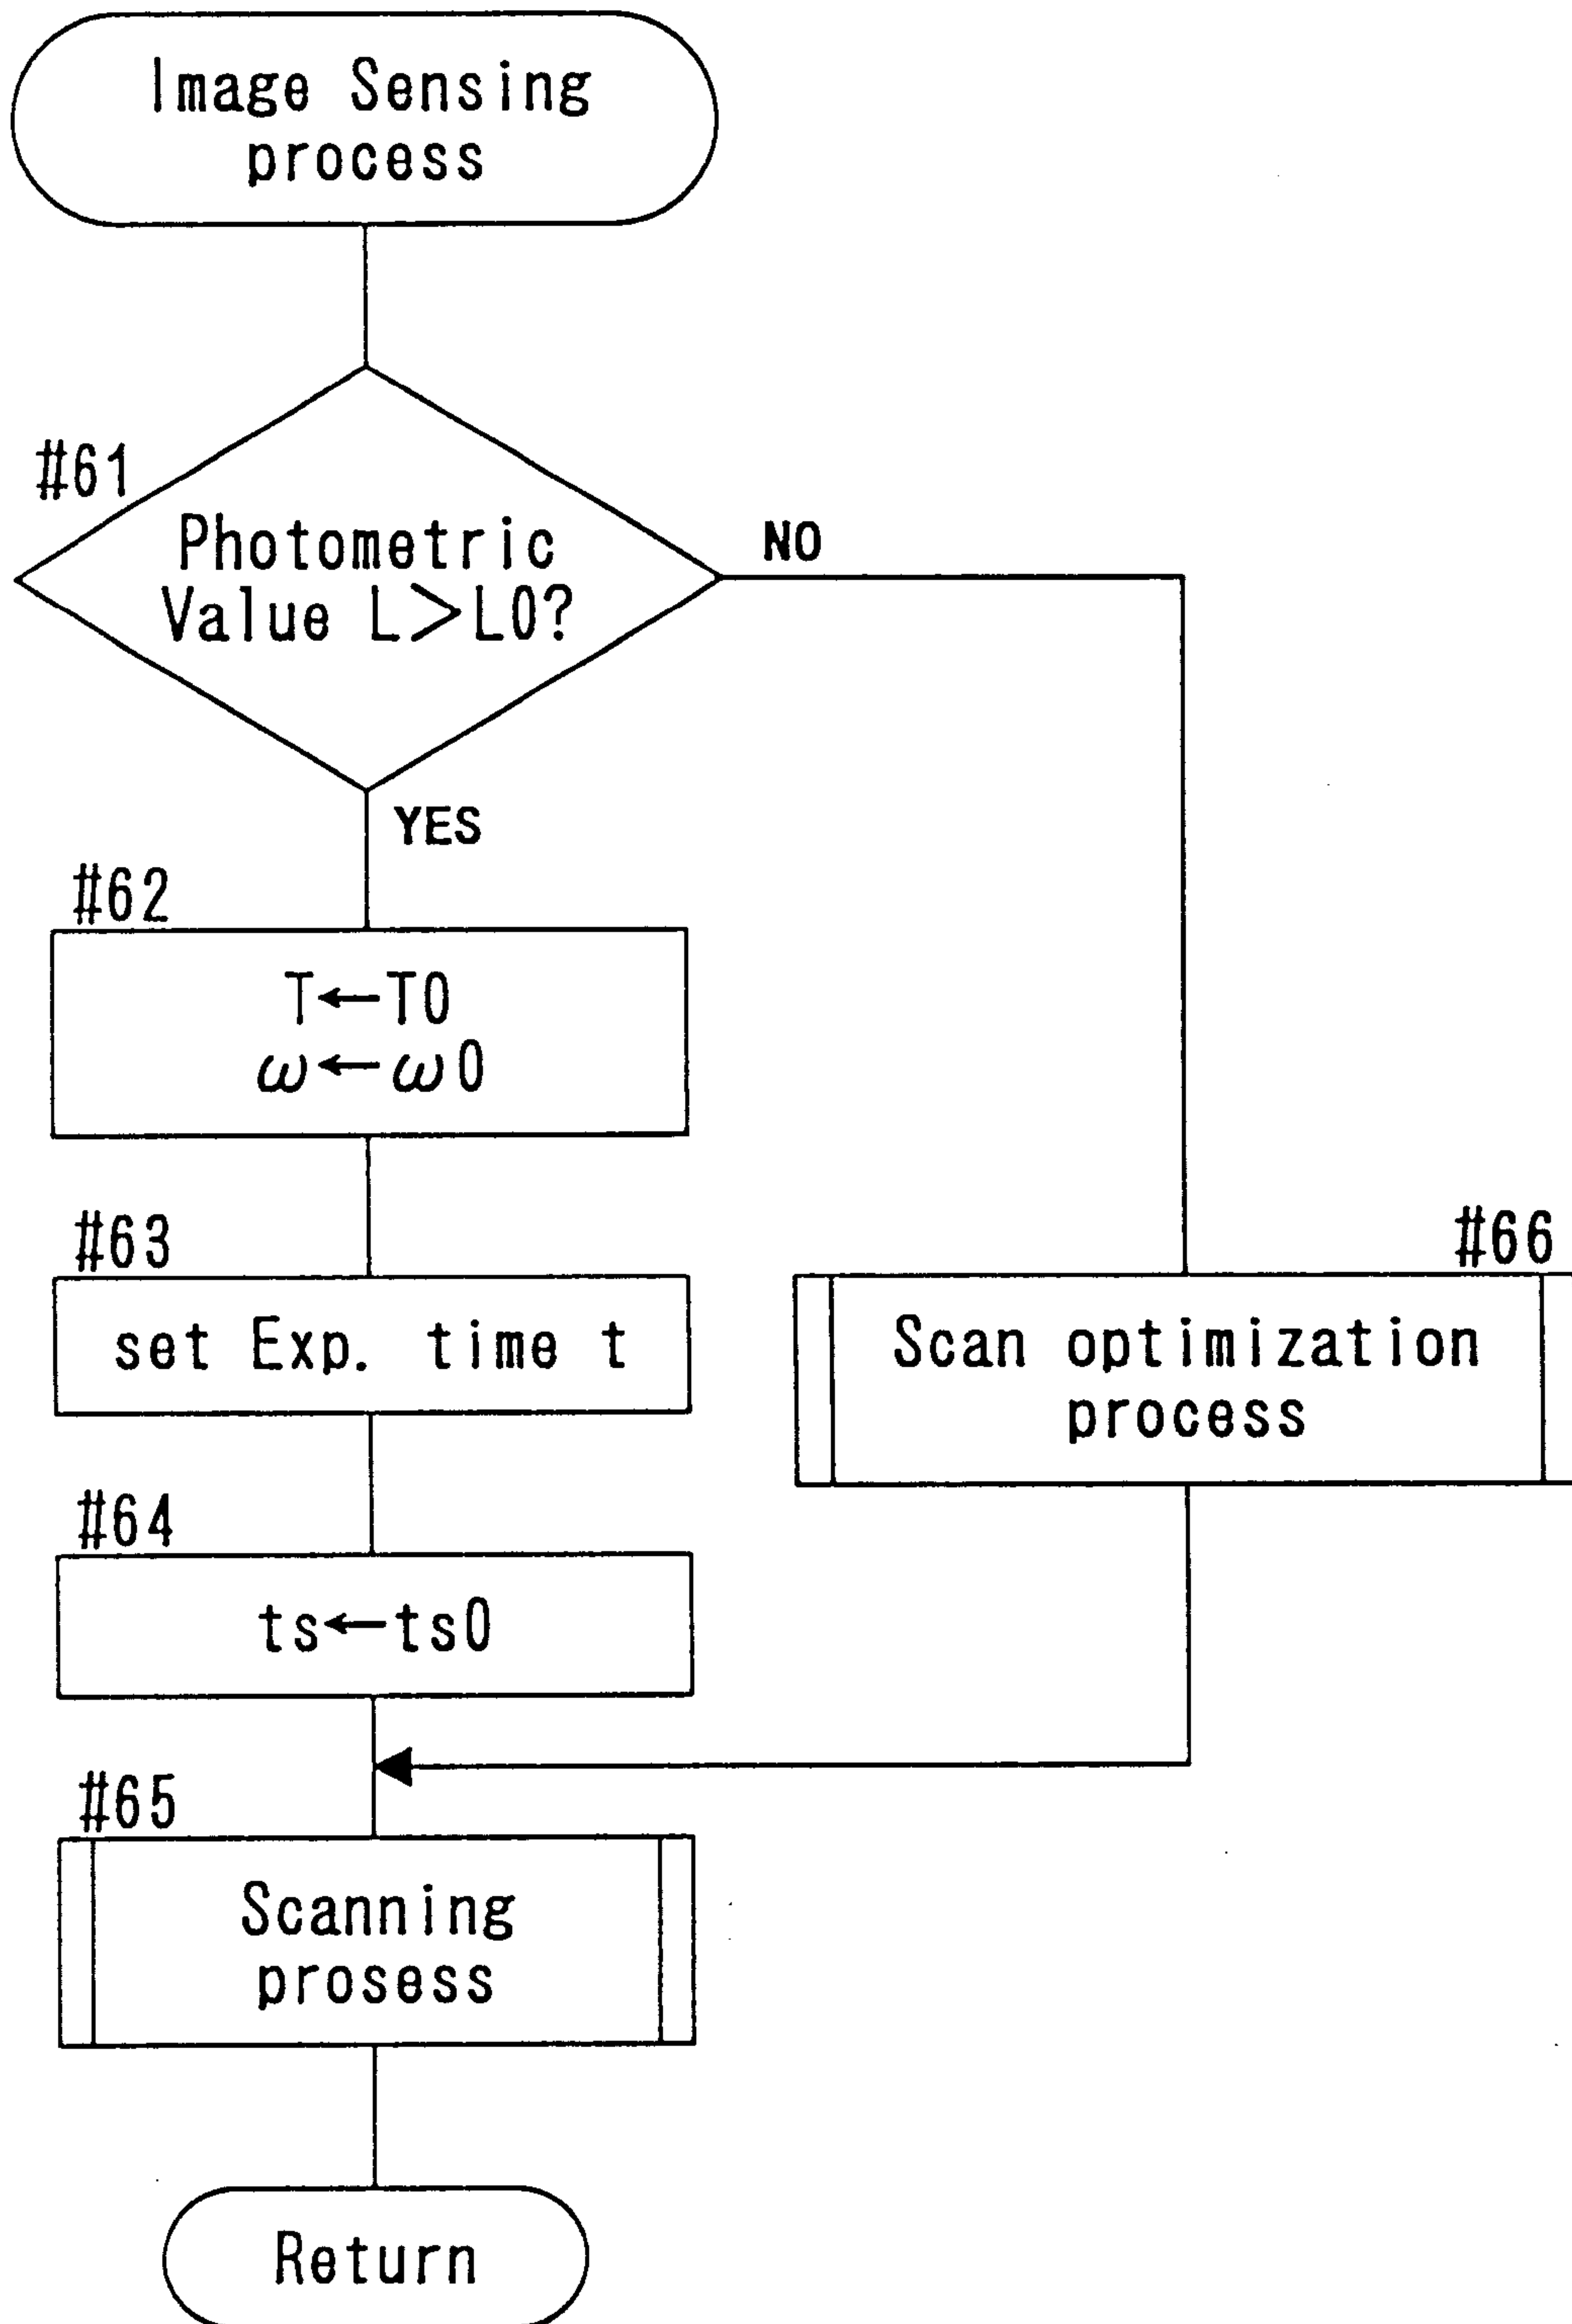 Image Sensing
process
#61
Photometric
Value L>L0?
NO
YES
#62
T←T0
ω←ω0
#63
set Exp. time t
#66
Scan optimization
process
#64
ts←ts0
#65
Scanning
prosess
Return